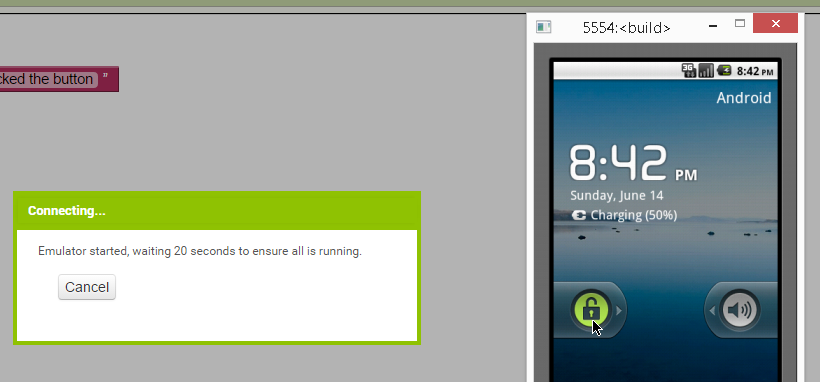 5554:<build>
cked the button "
3G
8:42 PM
Android
8:42 PM
Sunday, June 14
Charging (50%)
Connecting...
Emulator started, waiting 20 seconds to ensure all is running.
Cancel